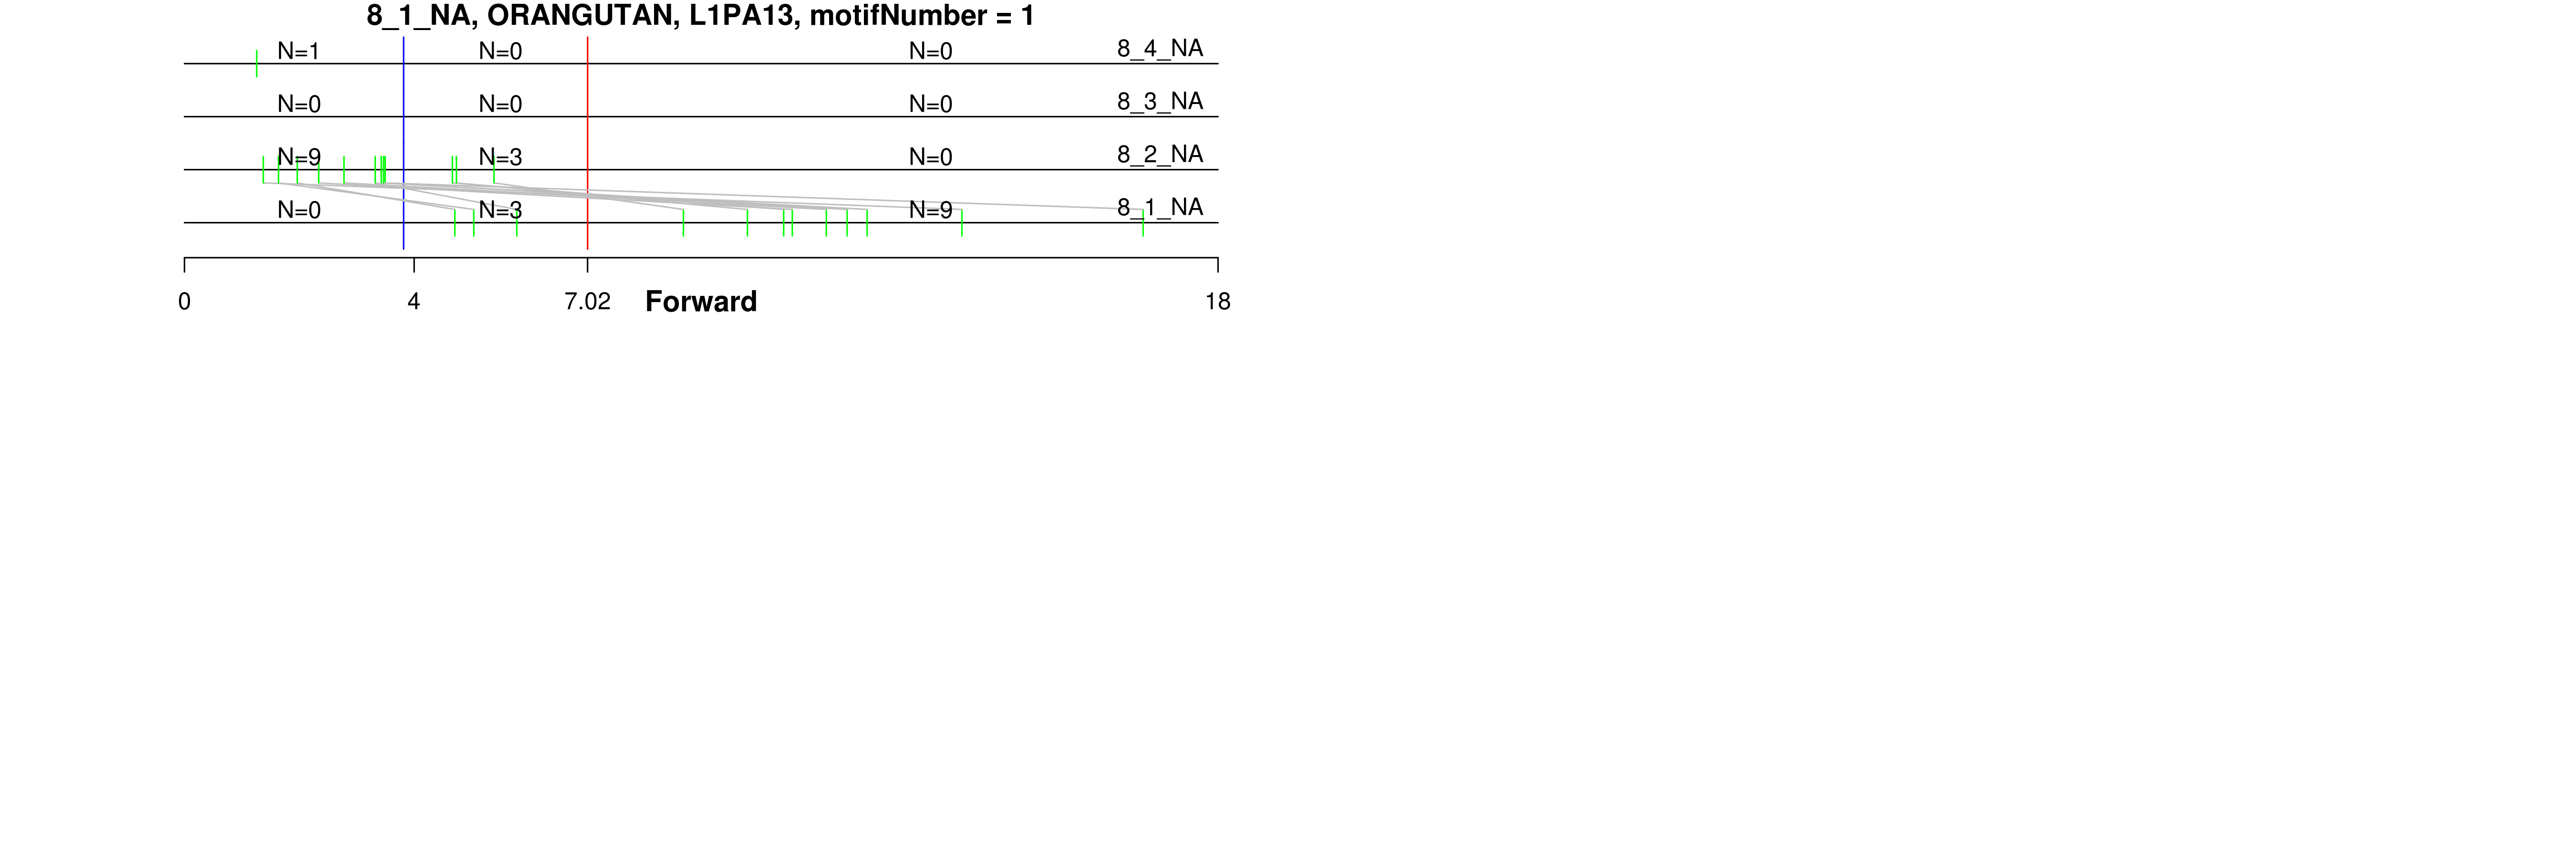 8_1_NA, ORANGUTAN, L1PA13, motifNumber = 1
N=1 N=0 N=0 8_4_NA
N=0 N=0 N=0 8_3_NA
N=9 N=3 N=0 8_2_NA
N=0 N=3 N=9 8_1_NA
0 4 7.02 18
Forward